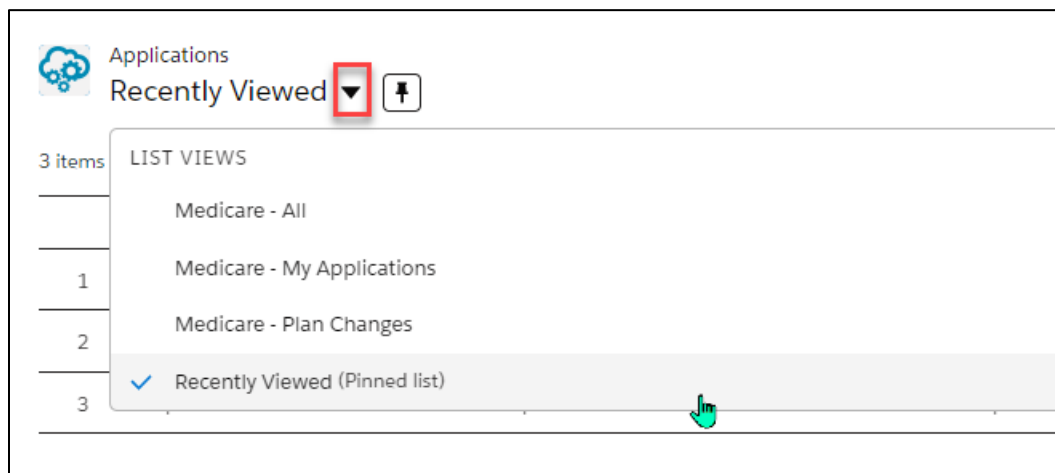 Applications
Recently Viewed
3 items
LIST VIEWS
Medicare - All
1
Medicare - My Applications
2
Medicare - Plan Changes
3
Recently Viewed (Pinned list)